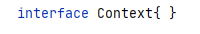 interface Context{ }